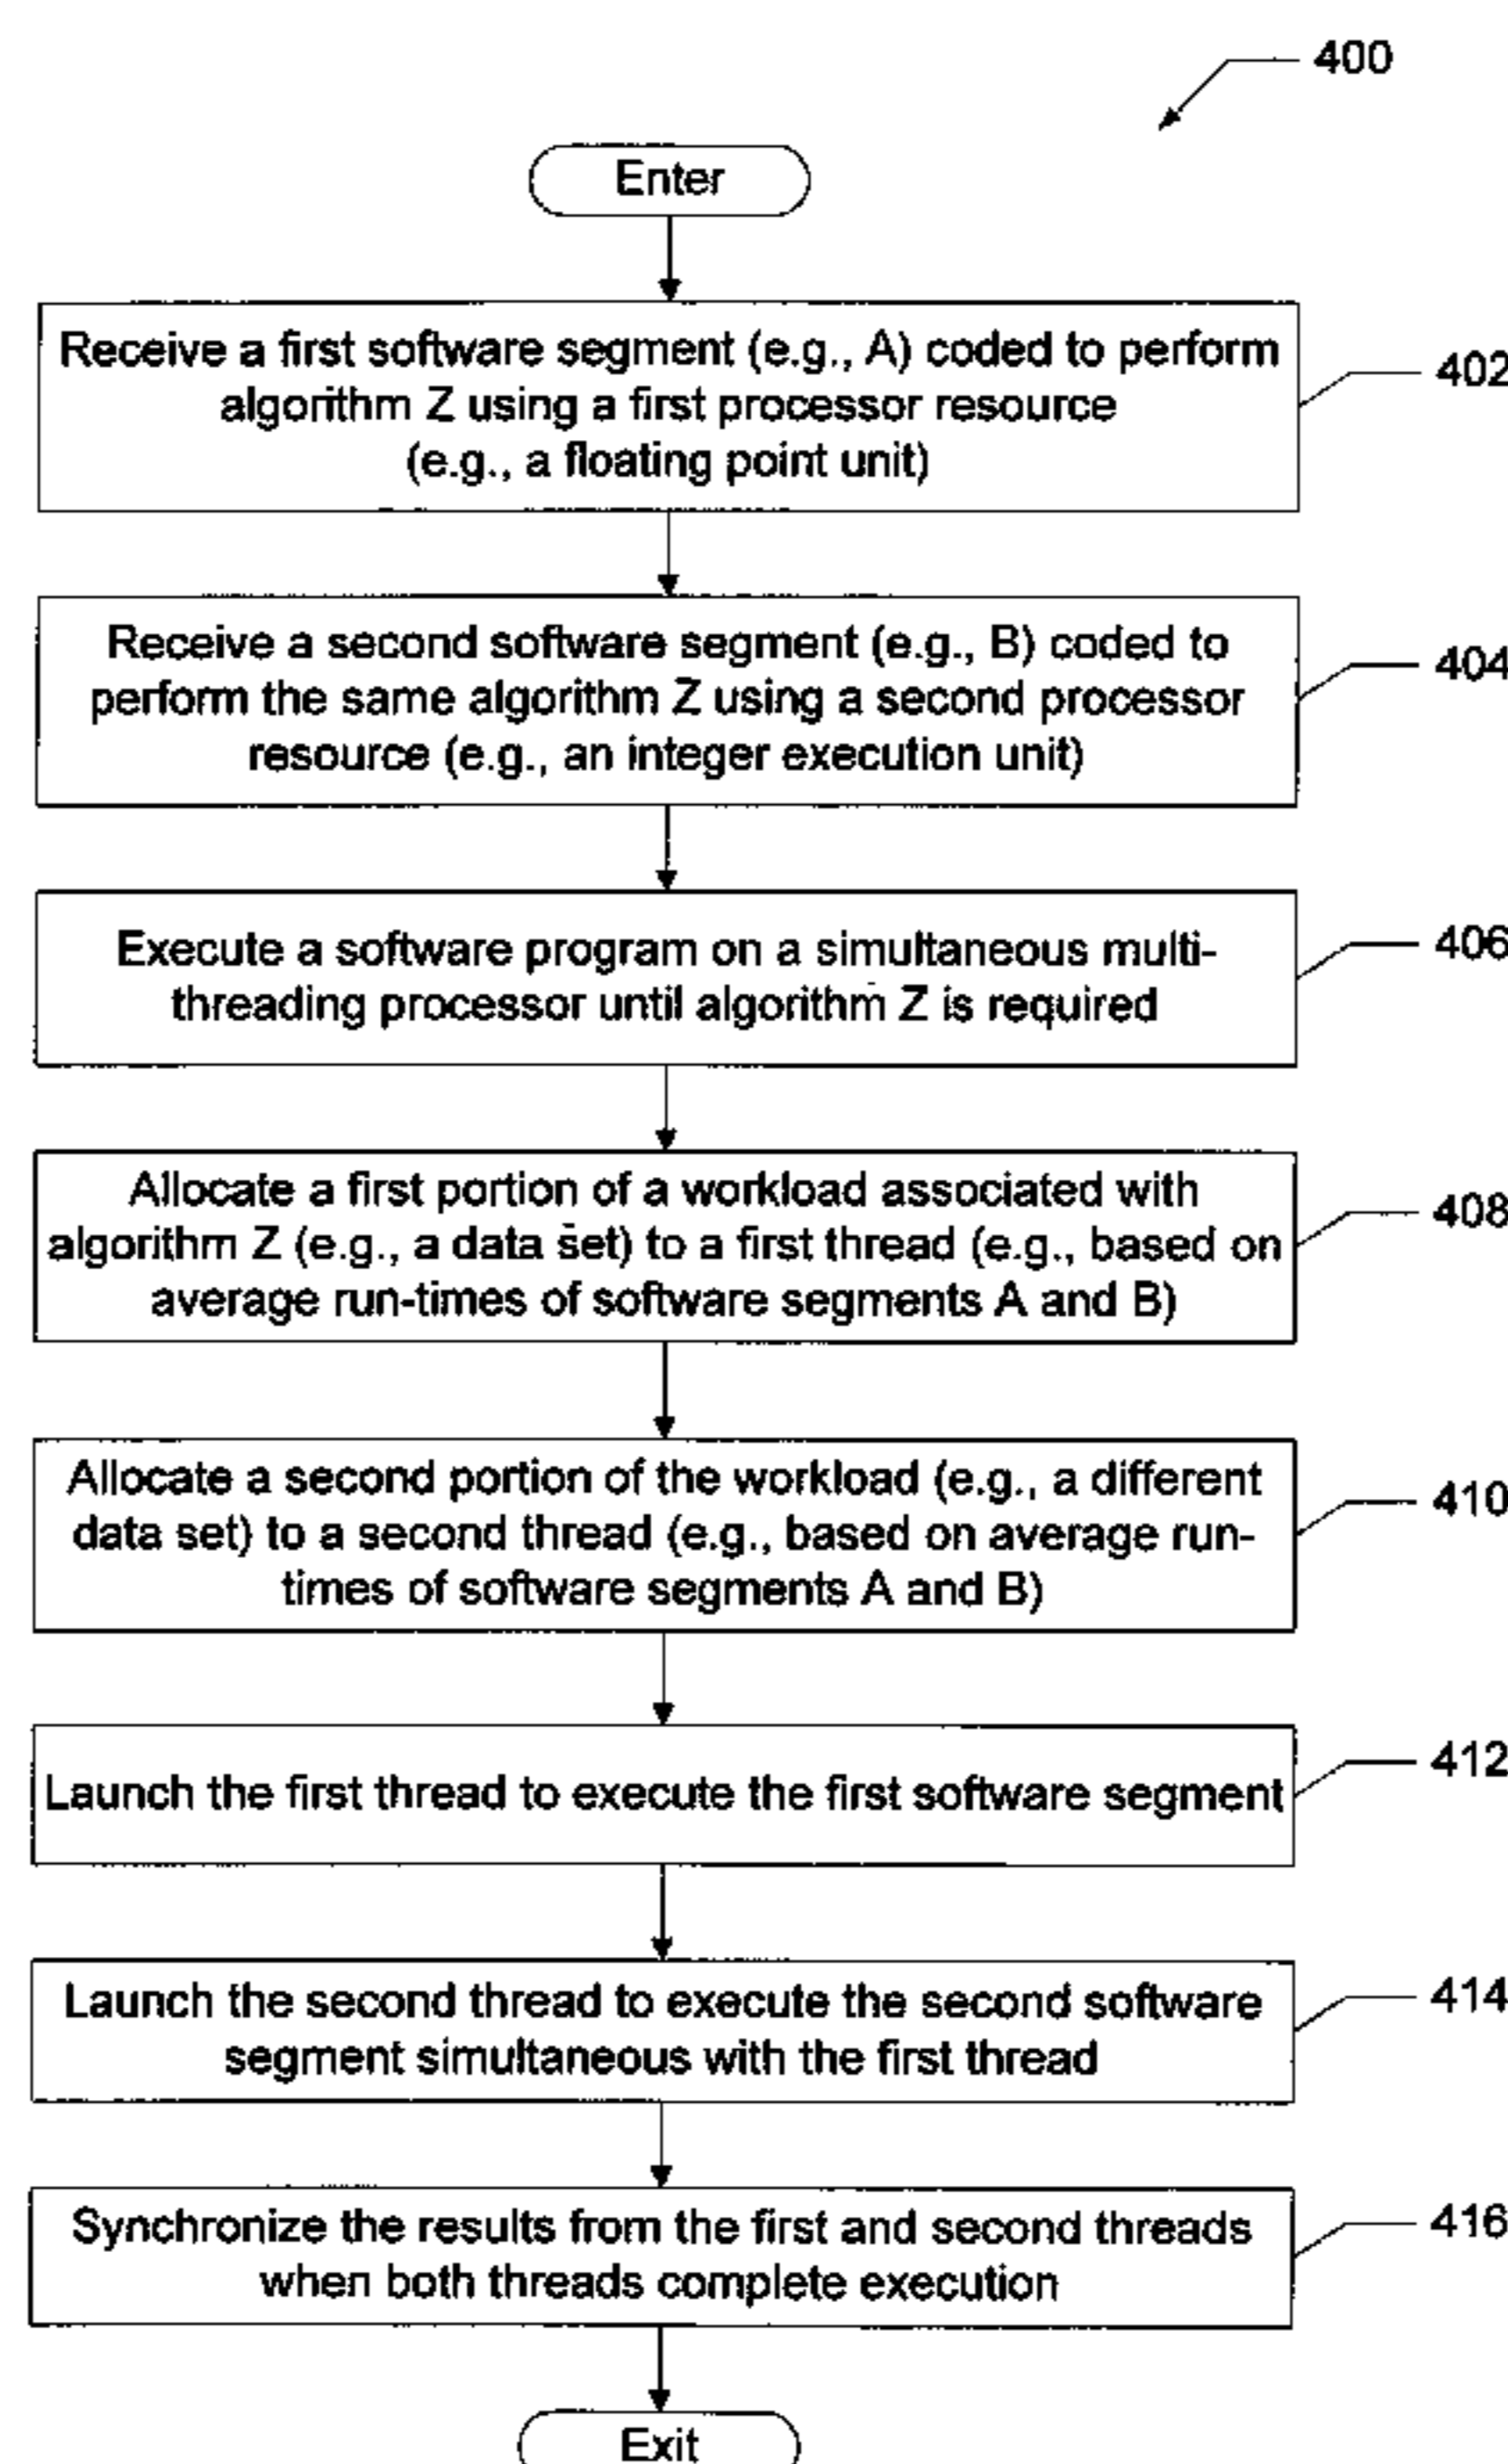 400
Enter
Receive a first software segment (e.g., A) coded to perform
algorithm Z using a first processor resource
(e.g., a floating point unit)
402
Receive a second software segment (e.g., B) coded to
perform the same algorithm Z using a second processor
resource (e.g., an integer execution unit)
404
Execute a software program on a simultaneous multi-
threading processor until algorithm Z is required
406
Allocate a first portion of a workload associated with
algorithm Z (e.g., a data set) to a first thread (e.g., based on
average run-times of software segments A and B)
408
Allocate a second portion of the workload (e.g., a different
data set) to a second thread (e.g., based on average run-
times of software segments A and B)
410
Launch the first thread to execute the first software segment
412
Launch the second thread to execute the second software
segment simultaneous with the first thread
414
Synchronize the results from the first and second threads
when both threads complete execution
416
Exit